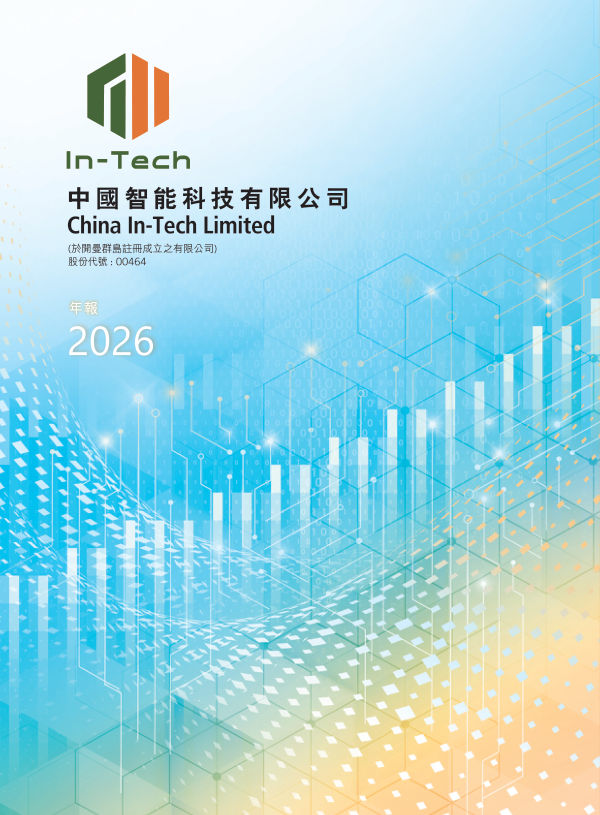 In-Tech
中國智能科技有限公司
China In-Tech Limited
(於開曼群島註冊成立之有限公司)
股份代號 : 00464
年報
2026